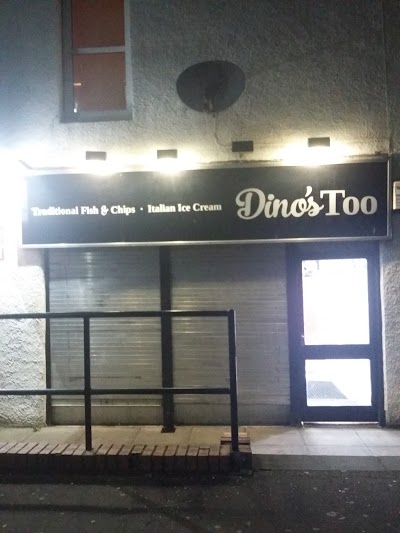 Traditional Fish & Chips · Italian Ice Cream Dino's Too